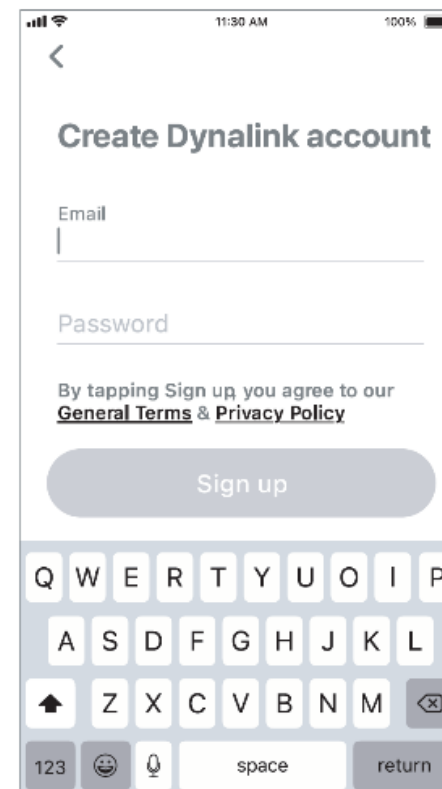 11:30 AM 100%
Create Dynalink account
Email
Password
By tapping Sign up, you agree to our
General Terms & Privacy Policy
Sign up
Q W E R T Y U O I P
A S D F G H J K L
Z X C V B N M
123 space return